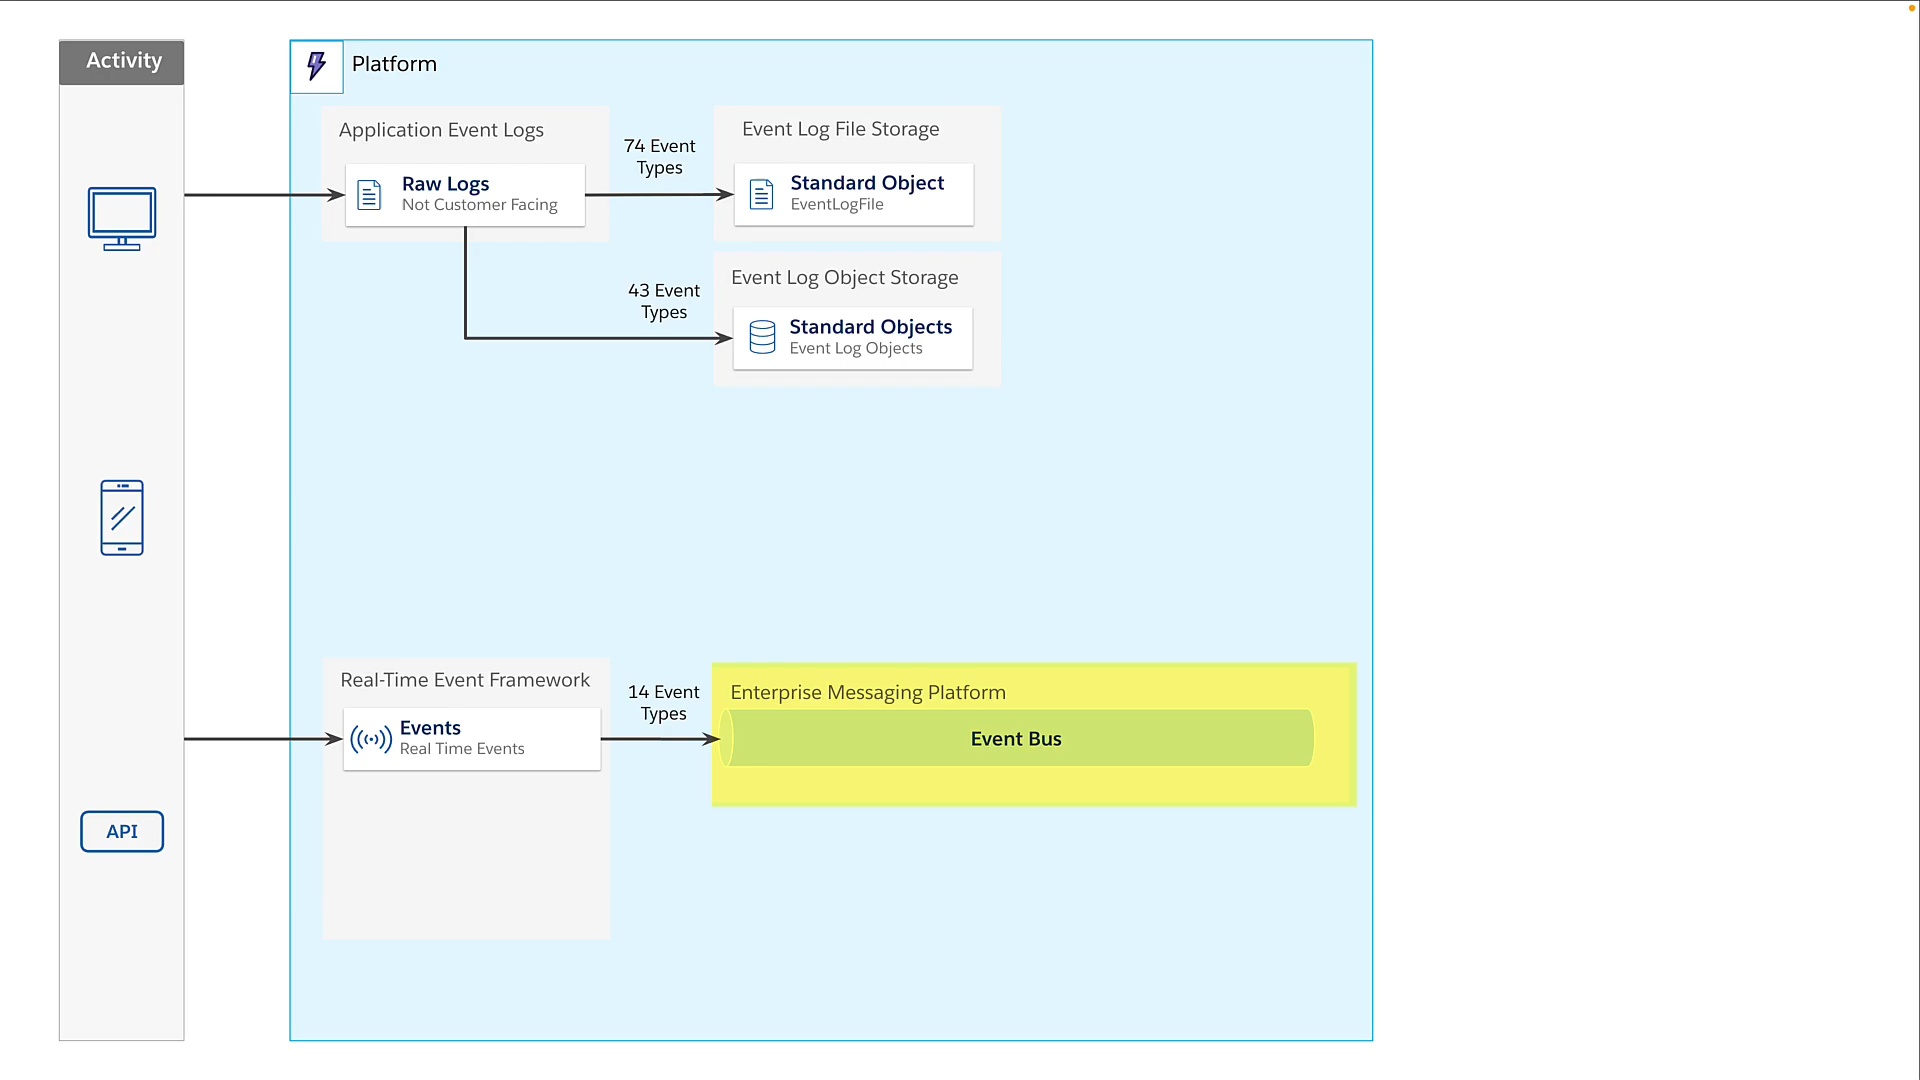 Activity
Platform
Application Event Logs
Raw Logs
Not Customer Facing
74 Event
Types
Event Log File Storage
Standard Object
EventLogFile
43 Event
Types
Event Log Object Storage
Standard Objects
Event Log Objects
Real-Time Event Framework
Events
Real Time Events
14 Event
Types
Enterprise Messaging Platform
Event Bus
API